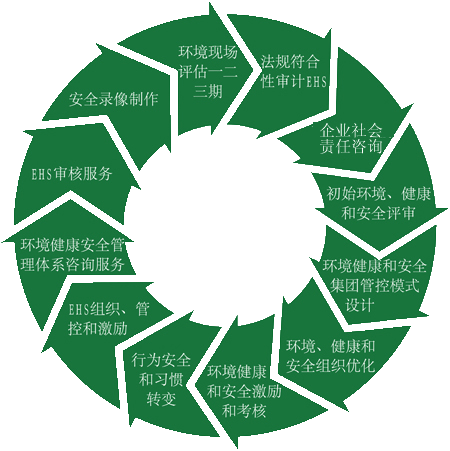 环境现场
评估一二
三期
法规符合
性审计EHS
企业社会
责任咨询
初始环境、健康
和安全评审
环境健康和安全
集团管控模式
设计
环境、健康和
安全组织优化
环境健康
和安全激励
和考核
行为安全
和习惯
转变
EHS组织、管
控和激励
环境健康安全管
理体系咨询服务
EHS审核服务
安全录像制作